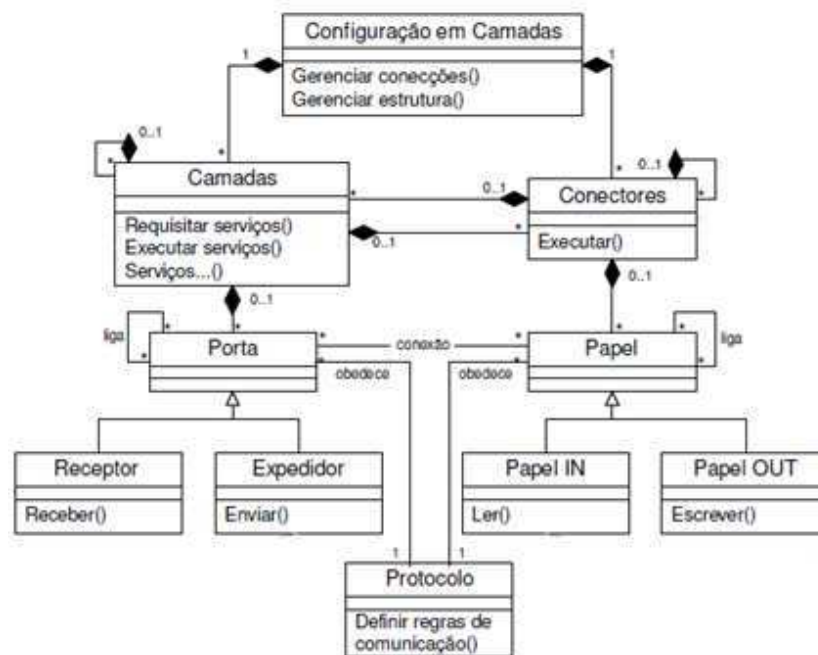 Configuração em Camadas
Gerenciar conecções()
Gerenciar estrutura()
1
1
*
*
0..1
*
0..1
*
Camadas
Requisitar serviços()
Executar serviços()
Serviços...()
*
0..1
0..1
*
Conectores
Executar()
0..1
0..1
*
*
liga
*
*
Porta
*
conexão
*
*
obedece
obedece
*
Papel
*
*
liga
Receptor
Receber()
Expedidor
Enviar()
Papel IN
Ler()
Papel OUT
Escrever()
1
1
Protocolo
Definir regras de
comunicação()